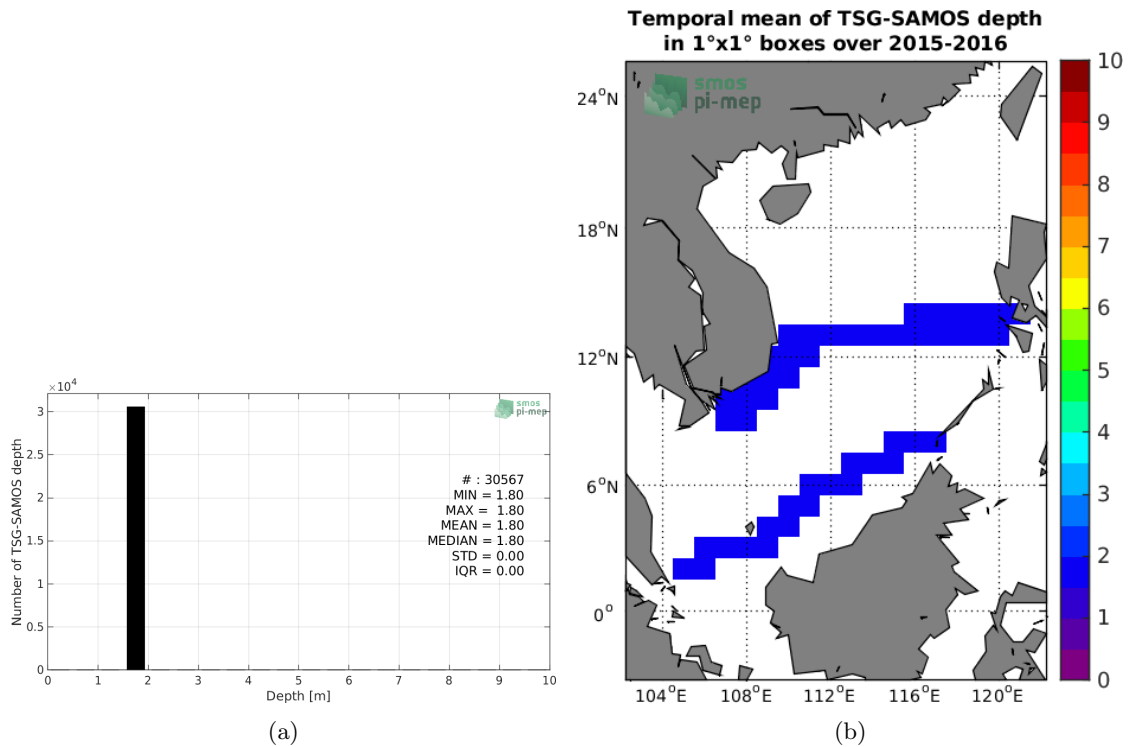 Temporal mean of TSG-SAMOS depth
in 1°x1° boxes over 2015-2016
smos
pi-mep
24°N
18°N
12°N
6°N
0°
104°E
108°E
112°E
116°E
120°E
10
9
8
7
6
5
4
3
2
1
0
(b)
×10⁴
smos
pi-mep
Number of TSG-SAMOS depth
3
2.5
2
1.5
1
0.5
0
# : 30567
MIN = 1.80
MAX = 1.80
MEAN = 1.80
MEDIAN = 1.80
STD = 0.00
IQR = 0.00
0 1 2 3 4 5 6 7 8 9 10
Depth [m]
(a)